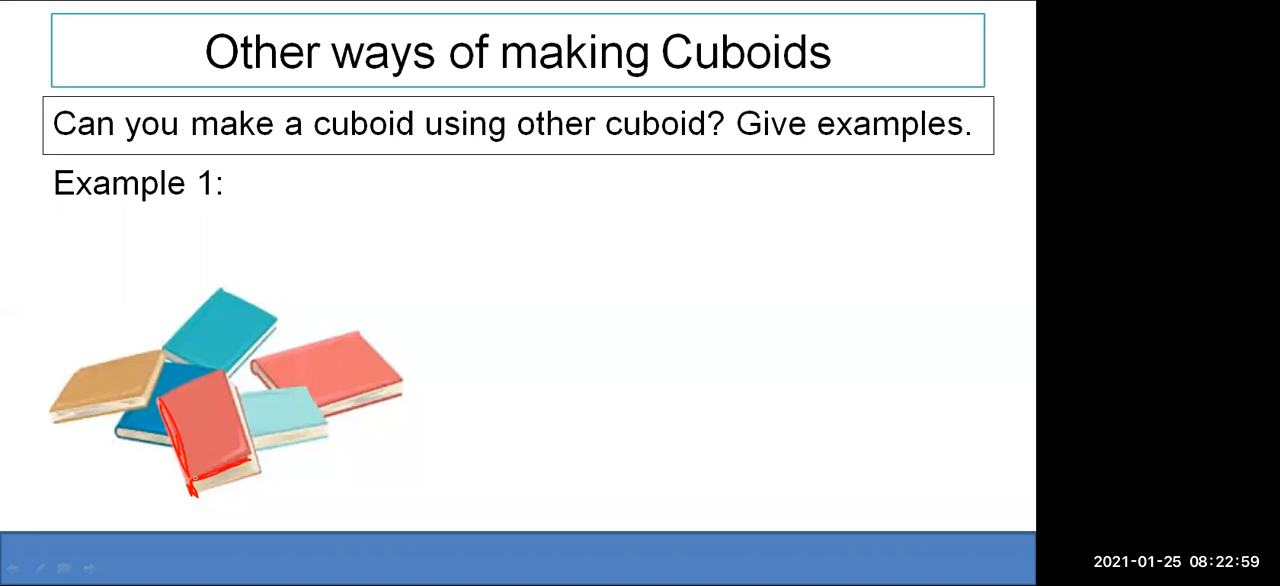 Other ways of making Cuboids
Can you make a cuboid using other cuboid? Give examples.
Example 1:
2021-01-25 08:22:59